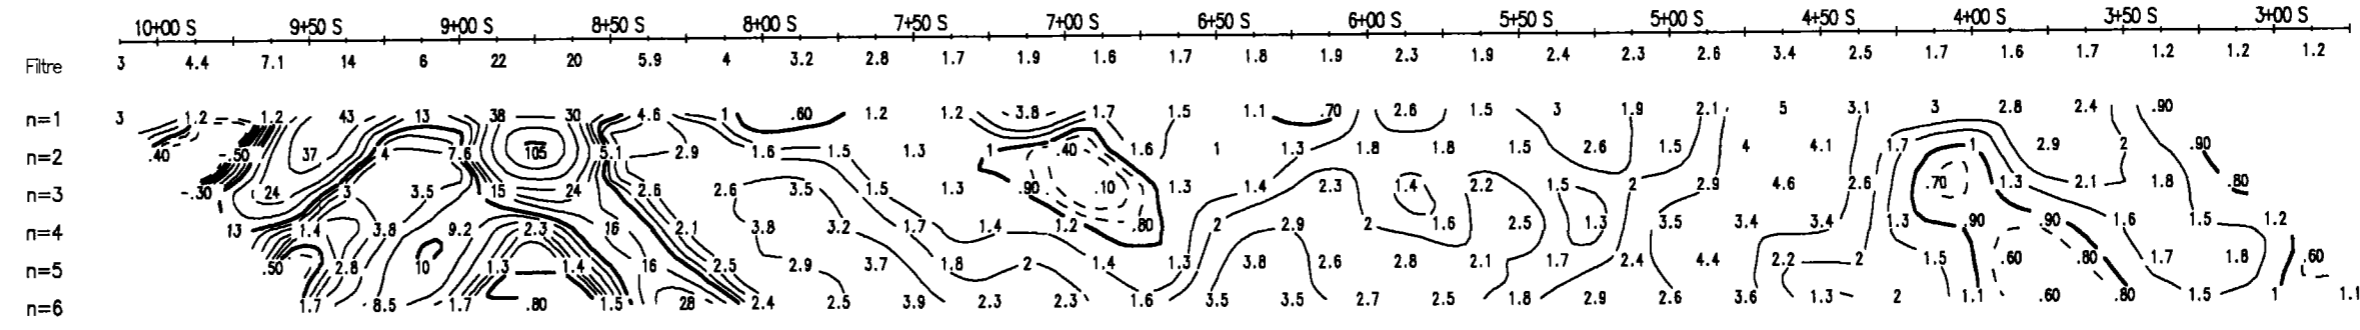 10+00 S 9+50 S 9+00 S 8+50 S 8+00 S 7+50 S 7+00 S 6+50 S 6+00 S 5+50 S 5+00 S 4+50 S 4+00 S 3+50 S 3+00 S
Filtre 3 4.4 7.1 14 6 22 20 5.9 4 3.2 2.8 1.7 1.9 1.6 1.7 1.8 1.9 2.3 1.9 2.4 2.3 2.6 3.4 2.5 1.7 1.6 1.7 1.2 1.2 1.2
n=1 3 1.2 1.2 43 13 38 30 4.6 1 .60 1.2 1.2 3.8 1.7 1.5 1.1 .70 2.6 1.5 3 1.9 2.1 5 3.1 3 2.8 2.4 .90
n=2 .40 -.50 37 4 7.6 105 5.1 2.9 1.6 1.5 1.3 1 .40 1.6 1 1.3 1.8 1.8 1.5 2.6 1.5 4 4.1 1.7 1 2.9 2 .90
n=3 -.30 24 3 3.5 15 24 2.6 2.6 3.5 1.5 1.3 .90 .10 1.3 1.4 2.3 1.4 2.2 1.5 2 2.9 4.6 2.6 .70 1.3 2.1 1.8 .80
n=4 13 1.4 3.8 9.2 2.3 16 2.1 3.8 3.2 1.7 1.4 1.2 .80 2 2.9 2 1.6 2.5 1.3 3.5 3.4 3.4 1.3 .90 .90 1.6 1.5 1.2
n=5 .50 2.8 10 1.3 1.4 16 2.5 2.9 3.7 1.8 2 1.4 1.3 3.8 2.6 2.8 2.1 1.7 2.4 4.4 2.2 2 1.5 .60 .80 1.7 1.8 .60
n=6 1.7 8.5 1.7 .80 1.5 28 2.4 2.5 3.9 2.3 2.3 1.6 3.5 3.5 2.7 2.5 1.8 2.9 2.6 3.6 1.3 2 1.1 .60 .80 1.5 1 1.1